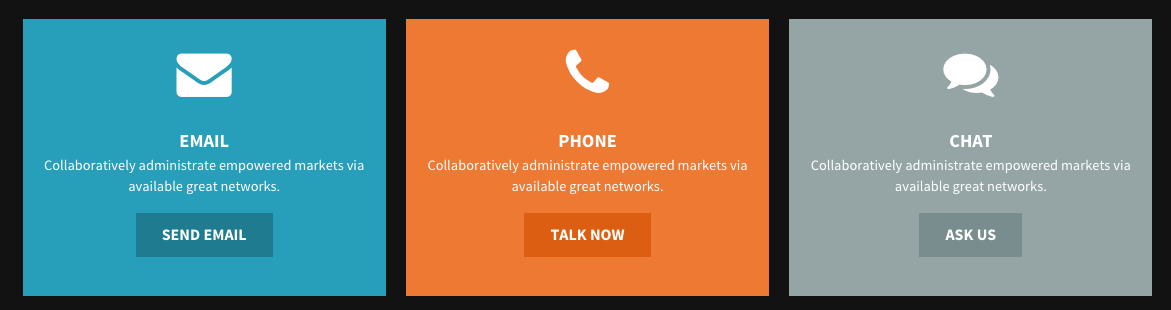 EMAIL
Collaboratively administrate empowered markets via
available great networks.
SEND EMAIL
PHONE
Collaboratively administrate empowered markets via
available great networks.
TALK NOW
CHAT
Collaboratively administrate empowered markets via
available great networks.
ASK US